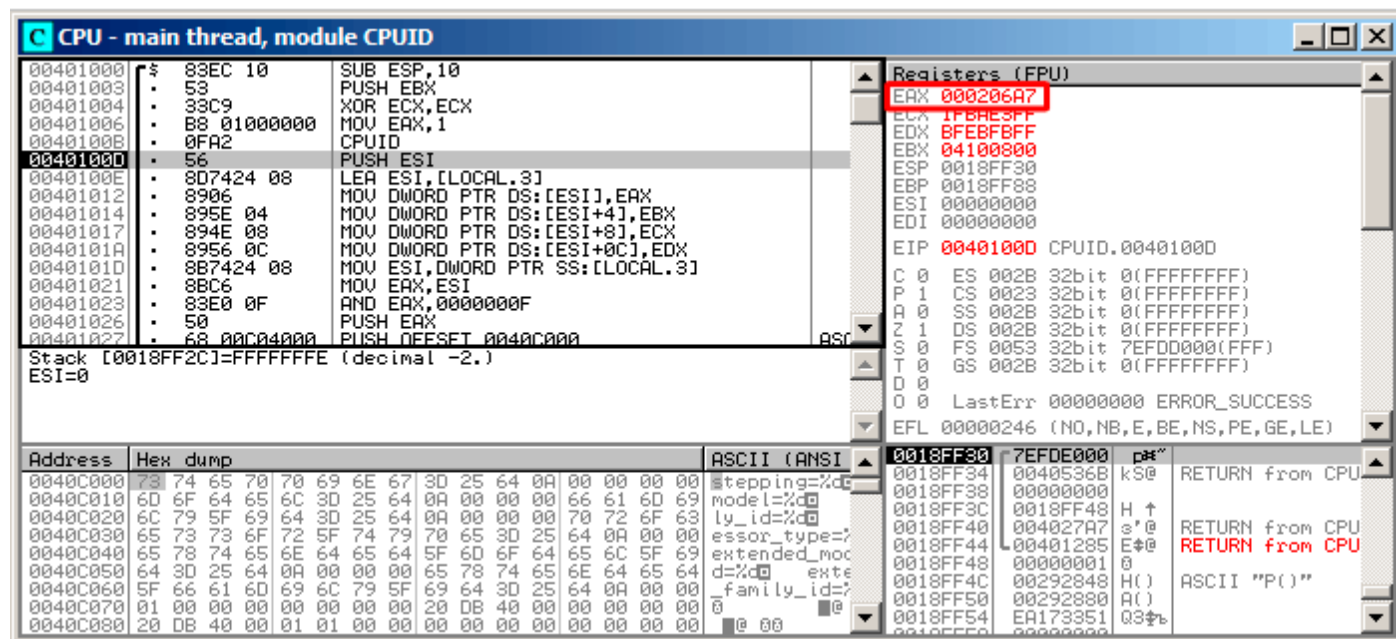 C CPU - main thread, module CPUID
00401000 $ 83EC 10 SUB ESP,10
00401003 . 53 PUSH EBX
00401004 . 33C9 XOR ECX,ECX
00401006 . B8 01000000 MOV EAX,1
0040100B . 0FA2 CPUID
0040100D . 56 PUSH ESI
0040100E . 8D7424 08 LEA ESI,[LOCAL.3]
00401012 . 8906 MOV DWORD PTR DS:[ESI],EAX
00401014 . 895E 04 MOV DWORD PTR DS:[ESI+4],EBX
00401017 . 894E 08 MOV DWORD PTR DS:[ESI+8],ECX
0040101A . 8956 0C MOV DWORD PTR DS:[ESI+0C],EDX
0040101D . 8B7424 08 MOV ESI,DWORD PTR SS:[LOCAL.3]
00401021 . 8BC6 MOV EAX,ESI
00401023 . 83E0 0F AND EAX,0000000F
00401026 . 50 PUSH EAX
00401027 . 68 00C04000 PUSH OFFSET 0040C000 ASC
Stack [0018FF2C]=FFFFFFFE (decimal -2.)
ESI=0
Registers (FPU)
EAX 000206A7
ECX 1FBAE3FF
EDX BFEBFBFF
EBX 04100800
ESP 0018FF30
EBP 0018FF88
ESI 00000000
EDI 00000000
EIP 0040100D CPUID.0040100D
C 0 ES 002B 32bit 0(FFFFFFFF)
P 1 CS 0023 32bit 0(FFFFFFFF)
A 0 SS 002B 32bit 0(FFFFFFFF)
Z 1 DS 002B 32bit 0(FFFFFFFF)
S 0 FS 0053 32bit 7EFDD000(FFF)
T 0 GS 002B 32bit 0(FFFFFFFF)
D 0
O 0 LastErr 00000000 ERROR_SUCCESS
EFL 00000246 (NO,NB,E,BE,NS,PE,GE,LE)
Address Hex dump ASCII (ANSI
0040C000 73 74 65 70 70 69 6E 67 3D 25 64 0A 00 00 00 00 stepping=%d
0040C010 6D 6F 64 65 6C 3D 25 64 0A 00 00 00 66 61 6D 69 model=%d
0040C020 6C 79 5F 69 64 3D 25 64 0A 00 00 00 70 72 6F 63 ly_id=%d
0040C030 65 73 73 6F 72 5F 74 79 70 65 3D 25 64 0A 00 00 essor_type=%
0040C040 65 78 74 65 6E 64 65 64 5F 6D 6F 64 65 6C 5F 69 extended_mod
0040C050 64 3D 25 64 0A 00 00 00 65 78 74 65 6E 64 65 64 d=%d exte
0040C060 5F 66 61 6D 69 6C 79 5F 69 64 3D 25 64 0A 00 00 _family_id=%
0040C070 01 00 00 00 00 00 00 00 20 DB 40 00 00 00 00 00 @
0040C080 20 DB 40 00 01 01 00 00 00 00 00 00 00 00 00 00 @
0018FF30 7EFDE000
0018FF34 0040536B kS@ RETURN from CPU
0018FF38 00000000
0018FF3C 0018FF48 H ↑
0018FF40 004027A7 RETURN from CPU
0018FF44 00401285 RETURN from CPU
0018FF48 00000001
0018FF4C 00292848 H() ASCII "P()"
0018FF50 00292880
0018FF54 EA173351